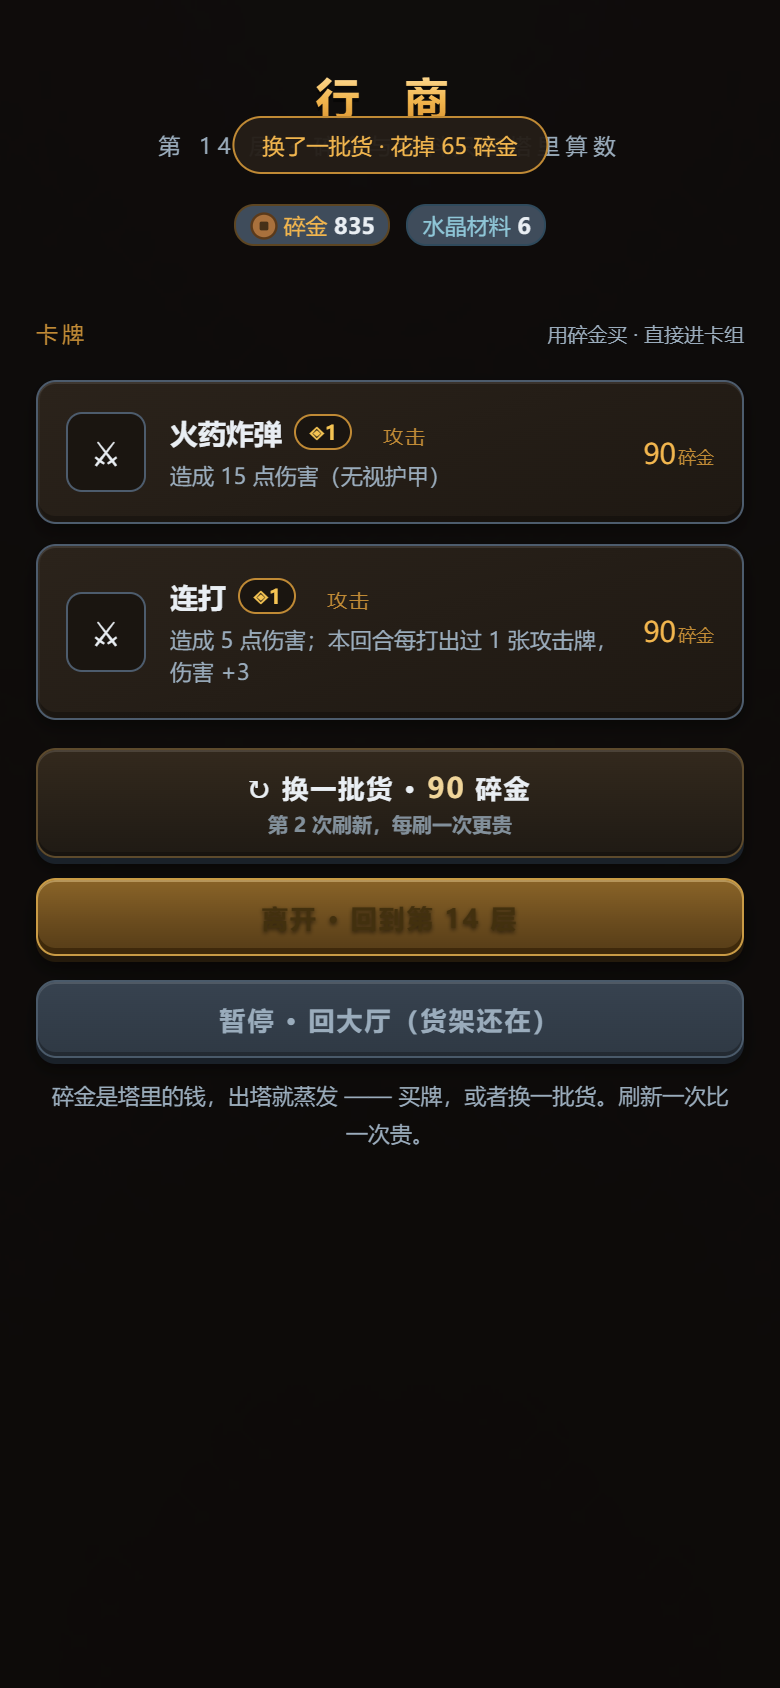 行 商
第 14
换了一批货 · 花掉 65 碎金
里算数
碎金 835
水晶材料 6
卡牌
用碎金买 · 直接进卡组
火药炸弹 ◈1 攻击
造成 15 点伤害（无视护甲）
90碎金
连打 ◈1 攻击
造成 5 点伤害；本回合每打出过 1 张攻击牌，
伤害 +3
90碎金
↻ 换一批货 · 90 碎金
第 2 次刷新，每刷一次更贵
离开 · 回到第 14 层
暂停 · 回大厅（货架还在）
碎金是塔里的钱，出塔就蒸发 —— 买牌，或者换一批货。刷新一次比
一次贵。